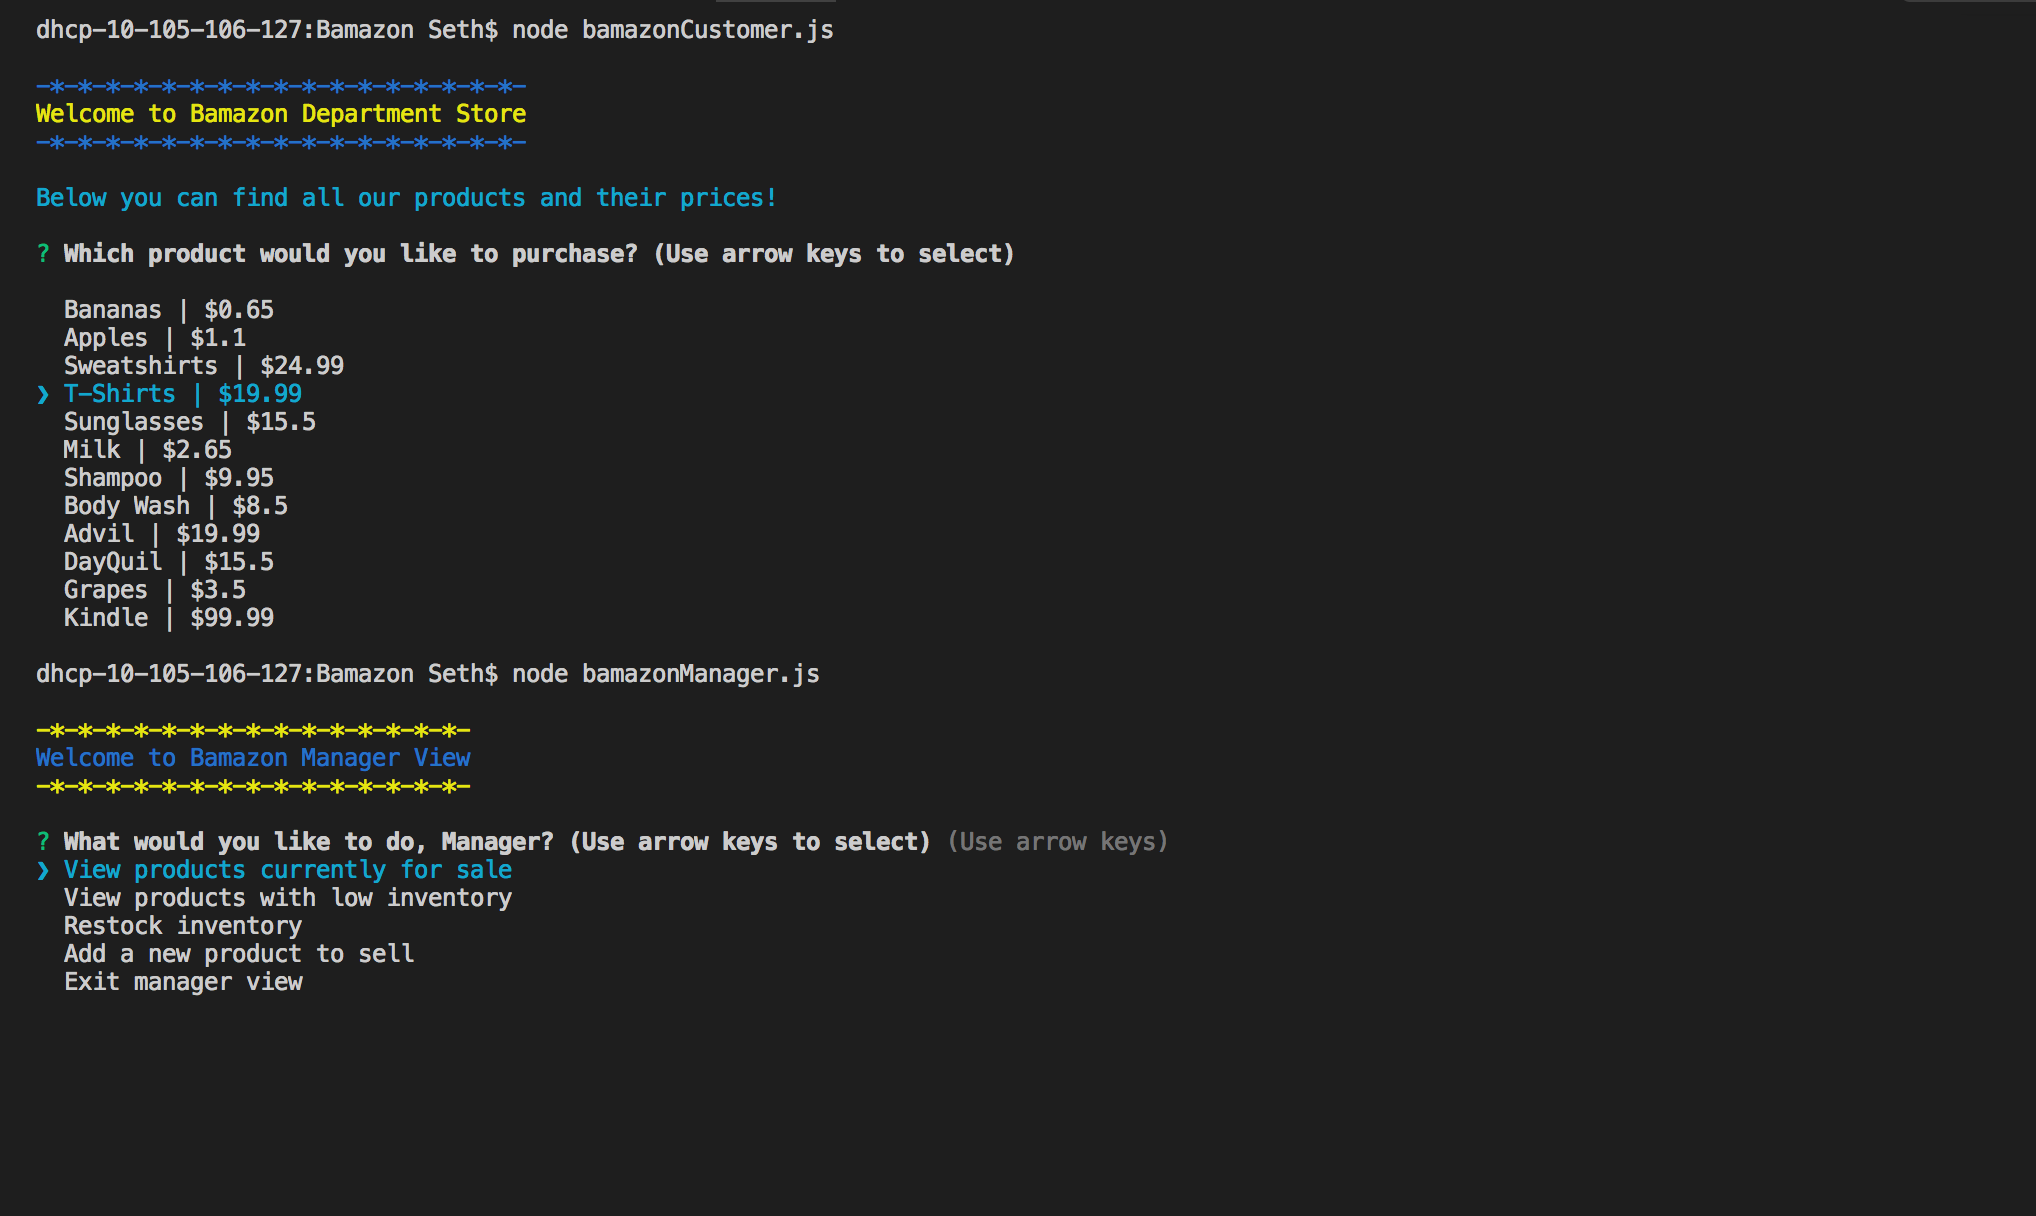 dhcp-10-105-106-127:Bamazon Seth$ node bamazonCustomer.js
-*-*-*-*-*-*-*-*-*-*-*-*-*-*-*-*-*-
Welcome to Bamazon Department Store
-*-*-*-*-*-*-*-*-*-*-*-*-*-*-*-*-*-
Below you can find all our products and their prices!
? Which product would you like to purchase? (Use arrow keys to select)
Bananas | $0.65
Apples | $1.1
Sweatshirts | $24.99
❯ T-Shirts | $19.99
Sunglasses | $15.5
Milk | $2.65
Shampoo | $9.95
Body Wash | $8.5
Advil | $19.99
DayQuil | $15.5
Grapes | $3.5
Kindle | $99.99
dhcp-10-105-106-127:Bamazon Seth$ node bamazonManager.js
-*-*-*-*-*-*-*-*-*-*-*-*-*-*-*-
Welcome to Bamazon Manager View
-*-*-*-*-*-*-*-*-*-*-*-*-*-*-*-
? What would you like to do, Manager? (Use arrow keys to select) (Use arrow keys)
❯ View products currently for sale
View products with low inventory
Restock inventory
Add a new product to sell
Exit manager view